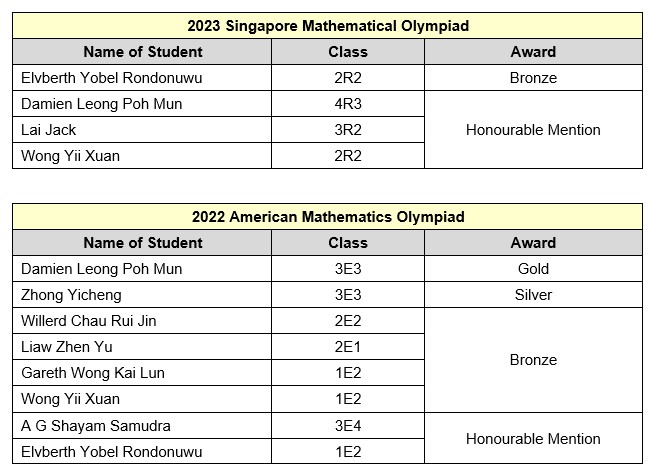 2023 Singapore Mathematical Olympiad
Name of Student Class Award
Elvberth Yobel Rondonuwu 2R2 Bronze
Damien Leong Poh Mun 4R3
Lai Jack 3R2 Honourable Mention
Wong Yii Xuan 2R2
2022 American Mathematics Olympiad
Name of Student Class Award
Damien Leong Poh Mun 3E3 Gold
Zhong Yicheng 3E3 Silver
Willerd Chau Rui Jin 2E2
Liaw Zhen Yu 2E1
Bronze
Gareth Wong Kai Lun 1E2
Wong Yii Xuan 1E2
A G Shayam Samudra 3E4
Honourable Mention
Elvberth Yobel Rondonuwu 1E2